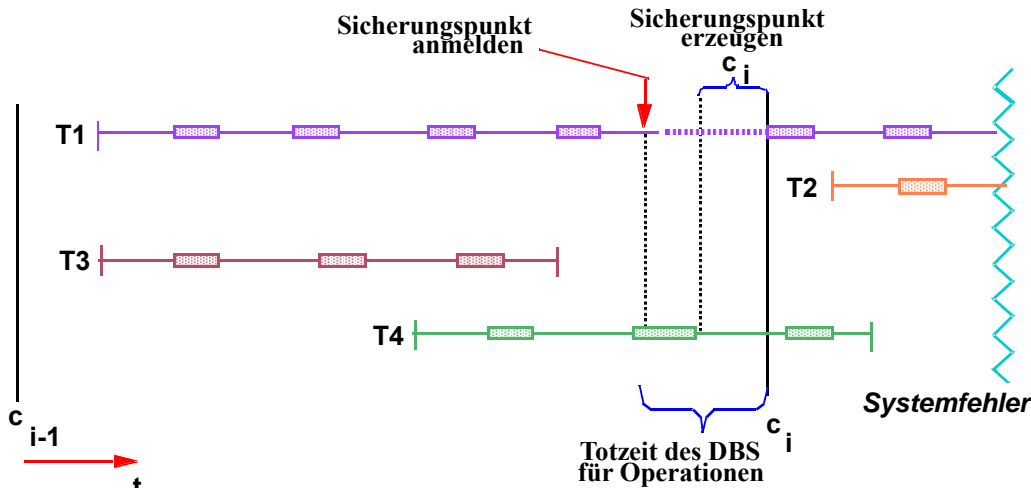 Sicherungspunkt
anmelden
Sicherungspunkt
erzeugen
c i
T1
T2
T3
T4
Systemfehler
c i-1
c i
Totzeit des DBS
für Operationen
t